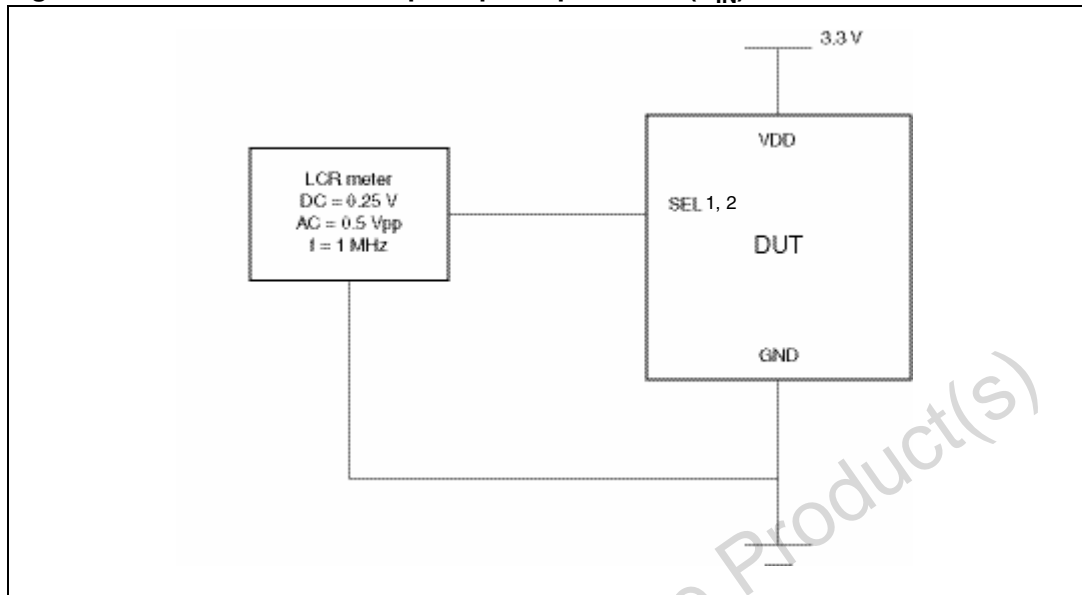 3.3 V
VDD
LCR meter
DC = 0.25 V
AC = 0.5 Vpp
f = 1 MHz
SEL 1, 2
DUT
GND
Product(s)